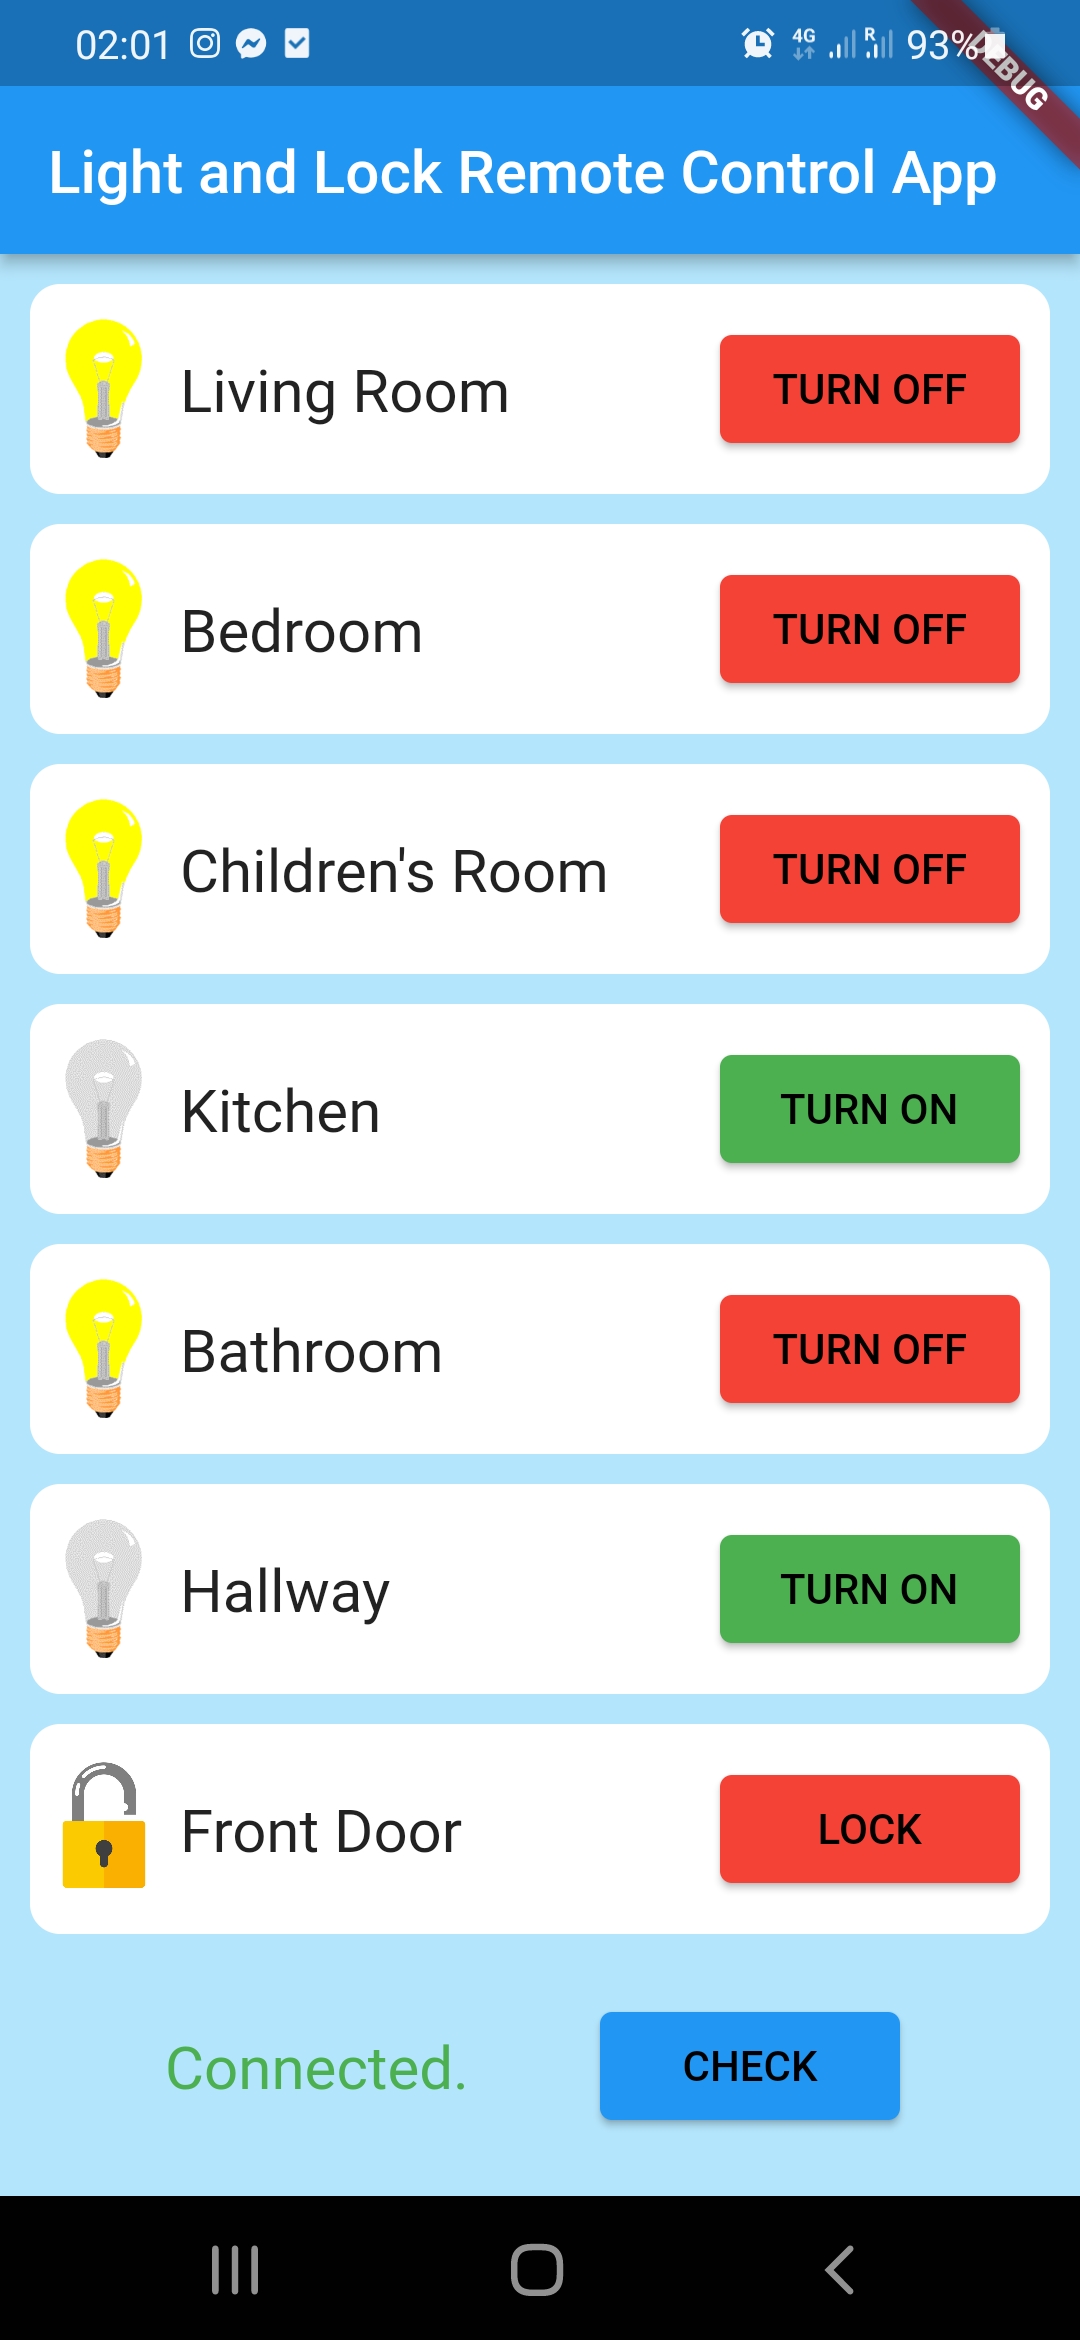 02:01 4G R 93%
DEBUG
Light and Lock Remote Control App
Living Room TURN OFF
Bedroom TURN OFF
Children's Room TURN OFF
Kitchen TURN ON
Bathroom TURN OFF
Hallway TURN ON
Front Door LOCK
Connected. CHECK